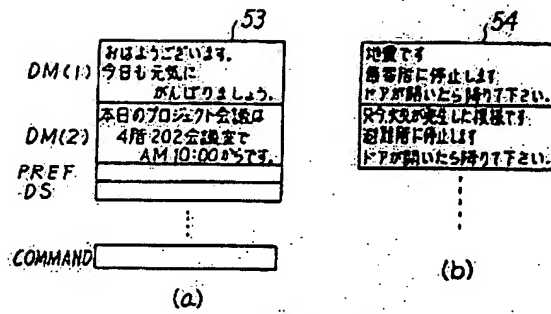 53
DM(1)
おはようございます。
今日も元気に
がんばりましょう。
DM(2)
本日のプロジェクト会議は
4階202会議室で
AM 10:00からです。
PREF
DS
COMMAND
(a)
54
地震です
最寄階に停止します
ドアが開いたら降りて下さい。
只今火災が発生した模様です。
避難階に停止します
ドアが開いたら降りて下さい。
(b)